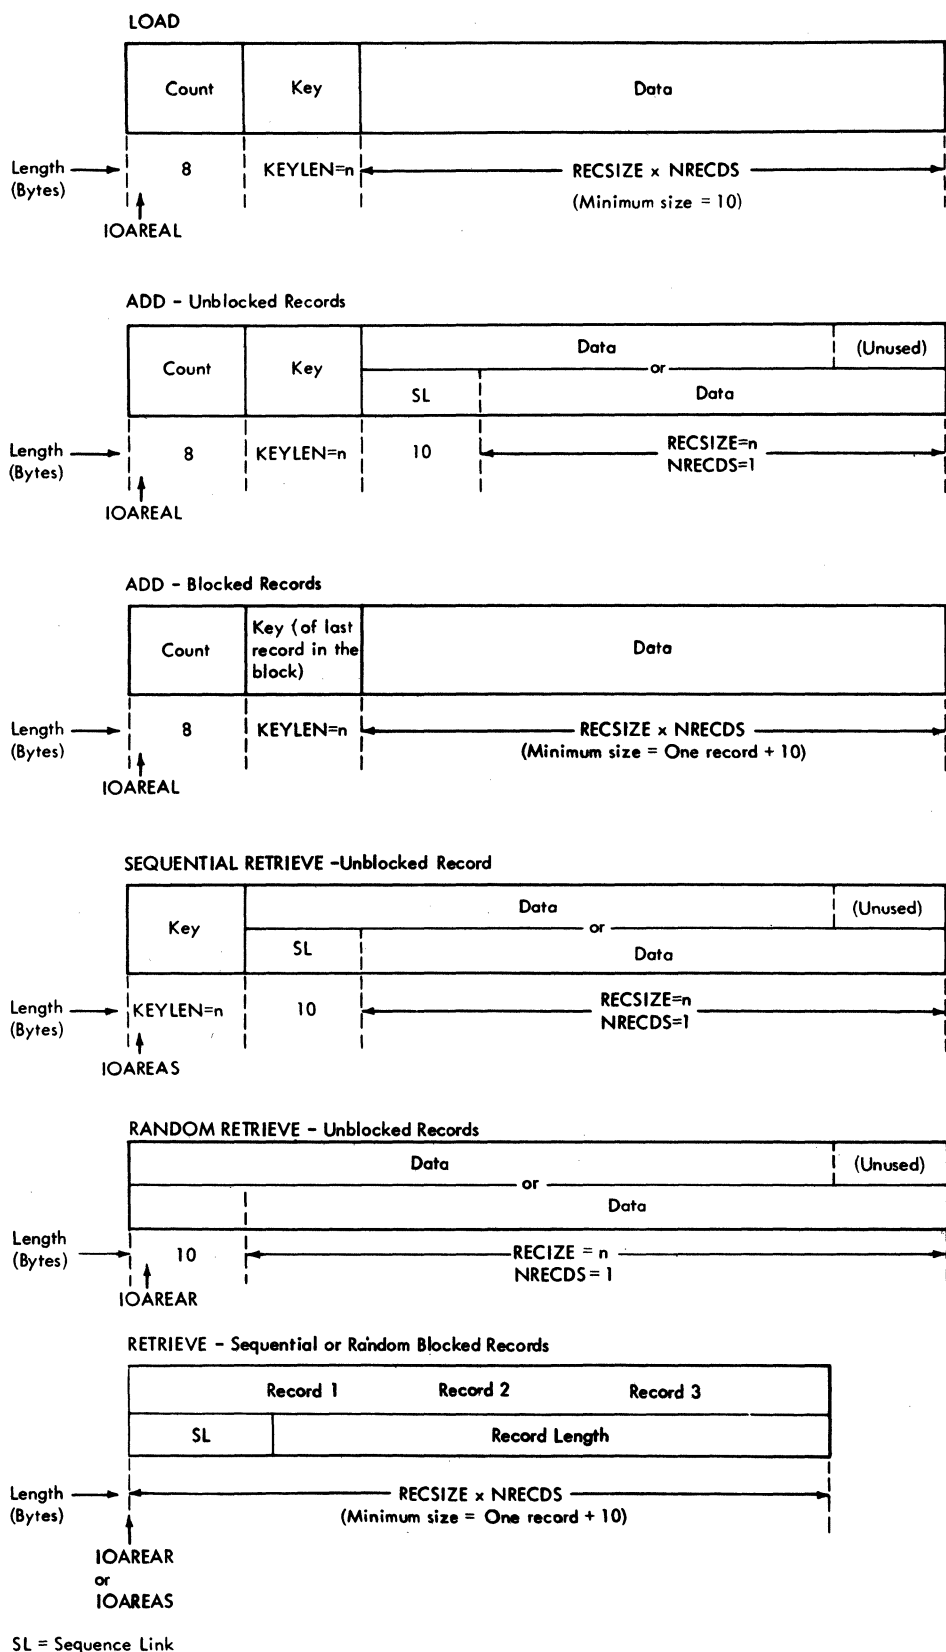 LOAD
Count Key Data
Length (Bytes) 8 KEYLEN=n RECSIZE x NRECDS
(Minimum size = 10)
IOAREAL
ADD - Unblocked Records
Count Key Data (Unused)
or
SL Data
Length (Bytes) 8 KEYLEN=n 10 RECSIZE=n
NRECDS=1
IOAREAL
ADD - Blocked Records
Count Key (of last record in the block) Data
Length (Bytes) 8 KEYLEN=n RECSIZE x NRECDS
(Minimum size = One record + 10)
IOAREAL
SEQUENTIAL RETRIEVE -Unblocked Record
Key Data (Unused)
or
SL Data
Length (Bytes) KEYLEN=n 10 RECSIZE=n
NRECDS=1
IOAREAS
RANDOM RETRIEVE - Unblocked Records
Data (Unused)
or
Data
Length (Bytes) 10 RECIZE = n
NRECDS = 1
IOAREAR
RETRIEVE - Sequential or Random Blocked Records
Record 1 Record 2 Record 3
SL Record Length
Length (Bytes) RECSIZE x NRECDS
(Minimum size = One record + 10)
IOAREAR
or
IOAREAS
SL = Sequence Link